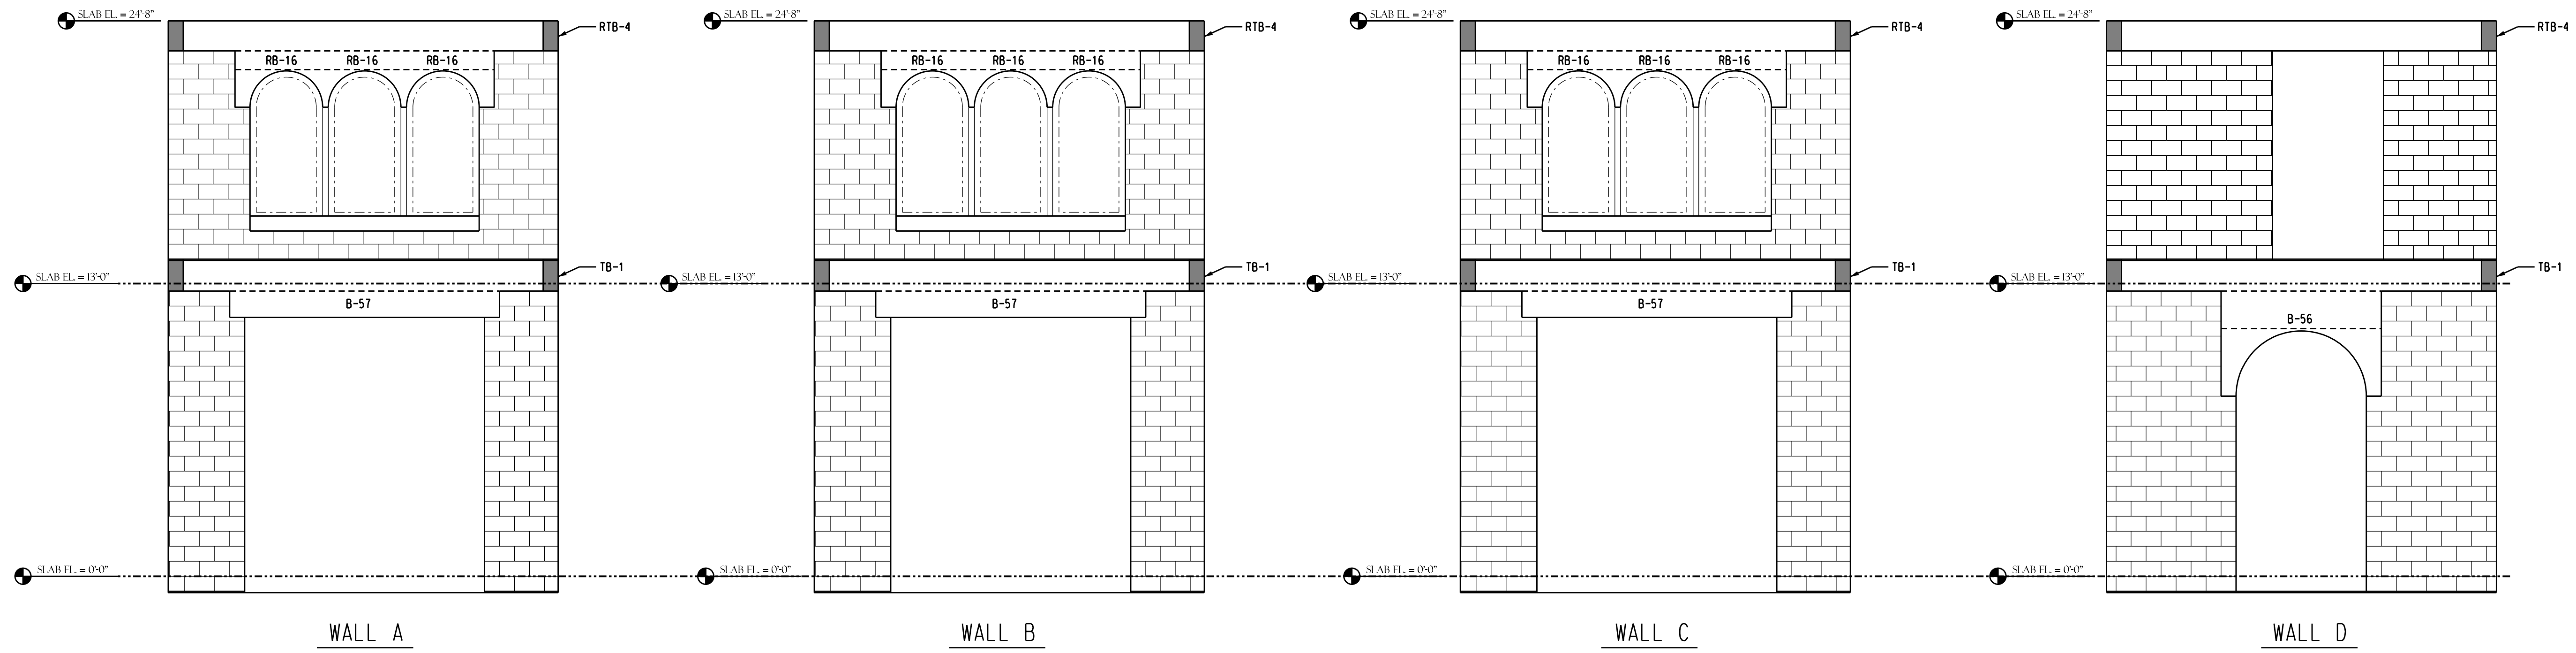 SLAB EL. = 24'-8" SLAB EL. = 24'-8" SLAB EL. = 24'-8" SLAB EL. = 24'-8"
RTB-4 RTB-4 RTB-4 RTB-4
RB-16 RB-16 RB-16 RB-16 RB-16 RB-16 RB-16 RB-16 RB-16
TB-1 TB-1 TB-1 TB-1
SLAB EL. = 13'-0" SLAB EL. = 13'-0" SLAB EL. = 13'-0" SLAB EL. = 13'-0"
B-57 B-57 B-57
B-56
SLAB EL. = 0'-0" SLAB EL. = 0'-0" SLAB EL. = 0'-0" SLAB EL. = 0'-0"
WALL A WALL B WALL C WALL D